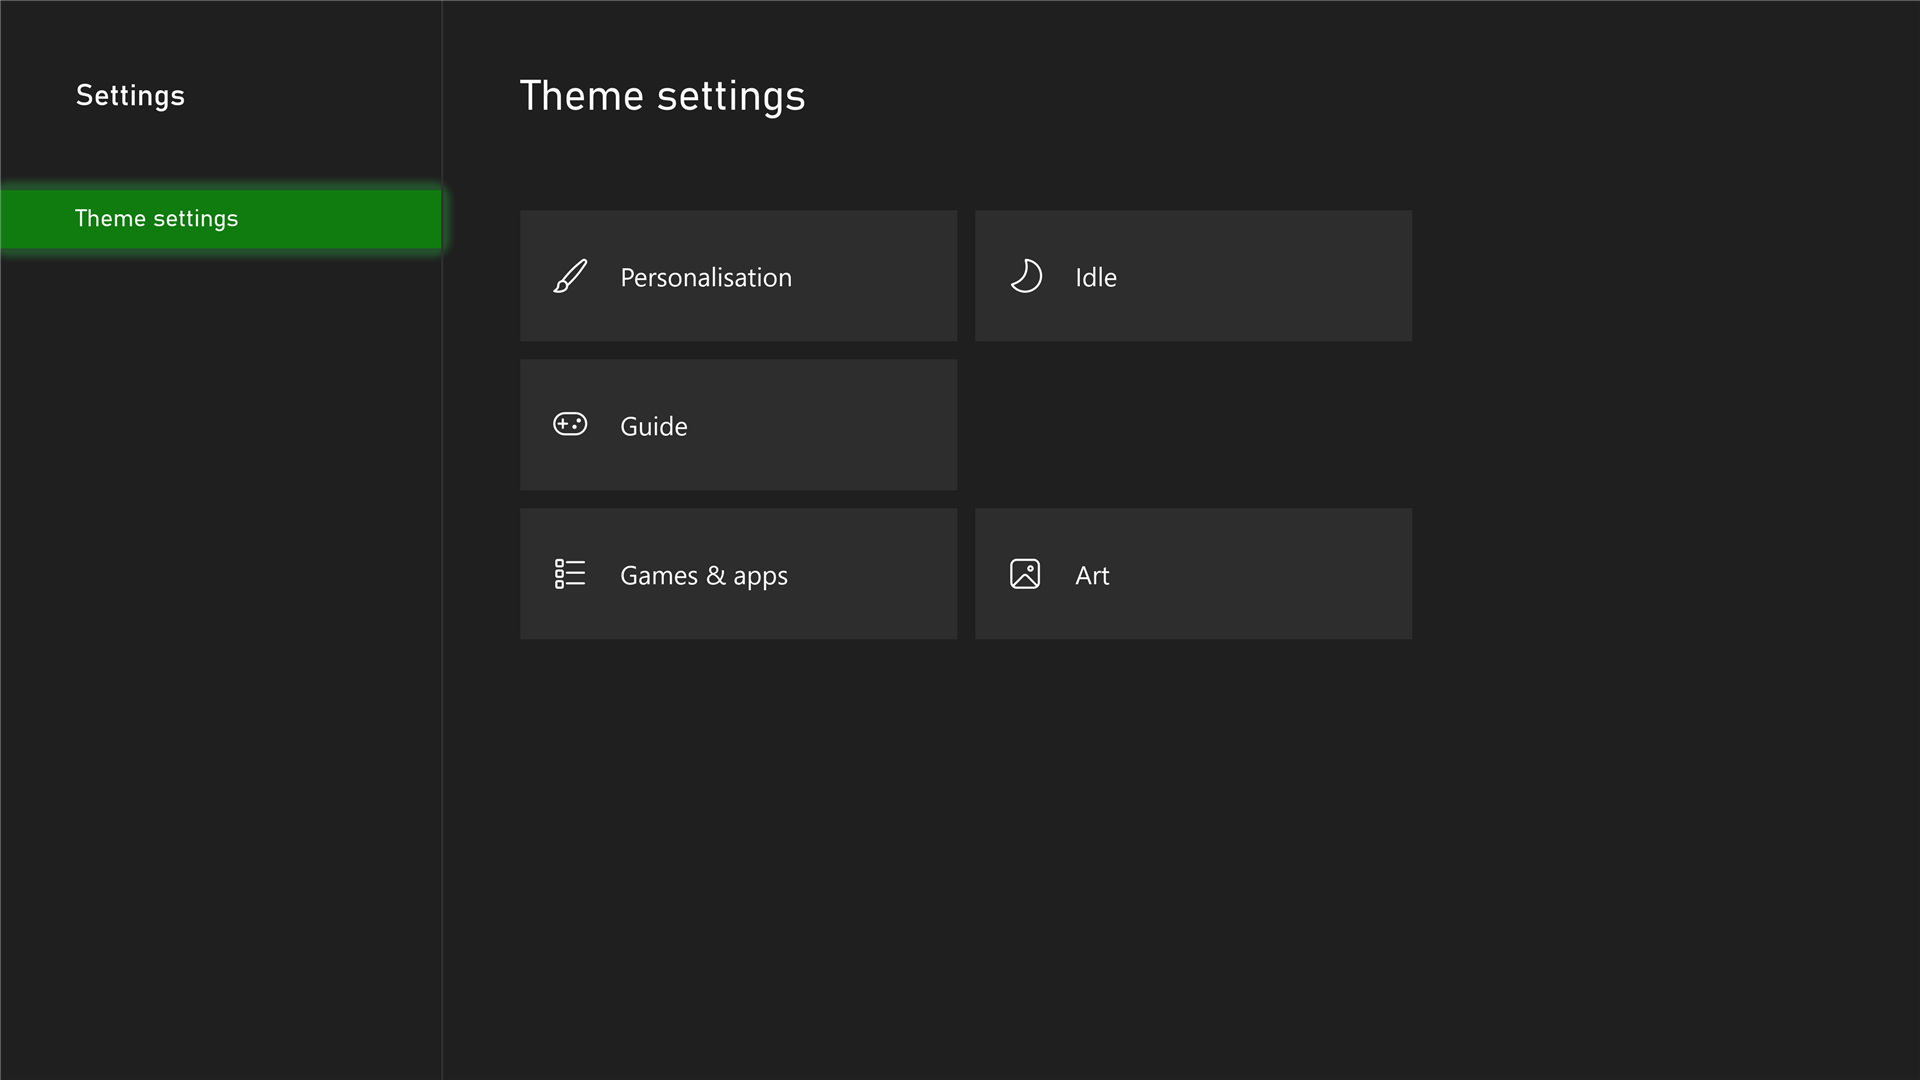 Settings
Theme settings
Theme settings
Personalisation
Idle
Guide
Games & apps
Art